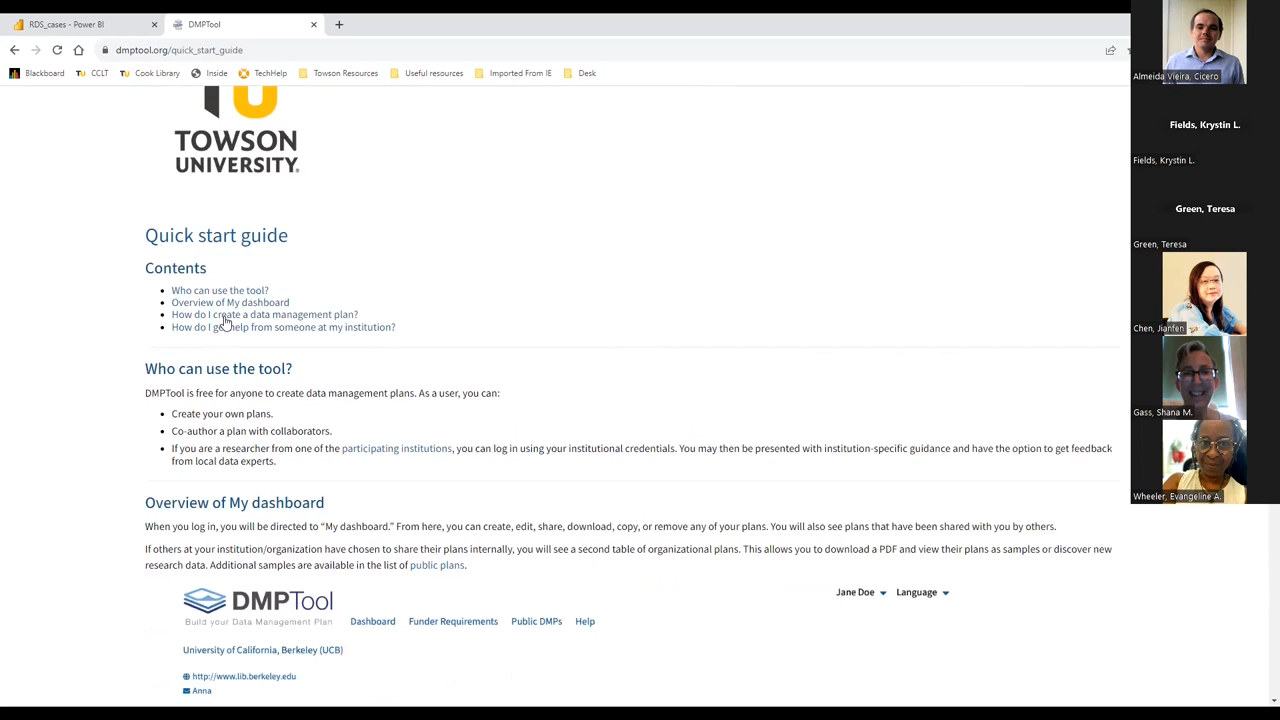 RDS_cases - Power BI
DMPTool
dmptool.org/quick_start_guide
Blackboard
CCLT
Cook Library
Inside
TechHelp
Towson Resources
Useful resources
Imported From IE
Desk
TOWSON
UNIVERSITY.
Quick start guide
Contents
Who can use the tool?
Overview of My dashboard
How do I create a data management plan?
How do I get help from someone at my institution?
Who can use the tool?
DMPTool is free for anyone to create data management plans. As a user, you can:
Create your own plans.
Co-author a plan with collaborators.
If you are a researcher from one of the participating institutions, you can log in using your institutional credentials. You may then be presented with institution-specific guidance and have the option to get feedback
from local data experts.
Overview of My dashboard
When you log in, you will be directed to “My dashboard.” From here, you can create, edit, share, download, copy, or remove any of your plans. You will also see plans that have been shared with you by others.
If others at your institution/organization have chosen to share their plans internally, you will see a second table of organizational plans. This allows you to download a PDF and view their plans as samples or discover new
research data. Additional samples are available in the list of public plans.
DMPTool
Build your Data Management Plan
Dashboard
Funder Requirements
Public DMPs
Help
Jane Doe
Language
University of California, Berkeley (UCB)
http://www.lib.berkeley.edu
Anna
Almeida Vieira, Cicero
Fields, Krystin L.
Fields, Krystin L.
Green, Teresa
Green, Teresa
Chen, Jianfen
Gass, Shana M.
Wheeler, Evangeline A.